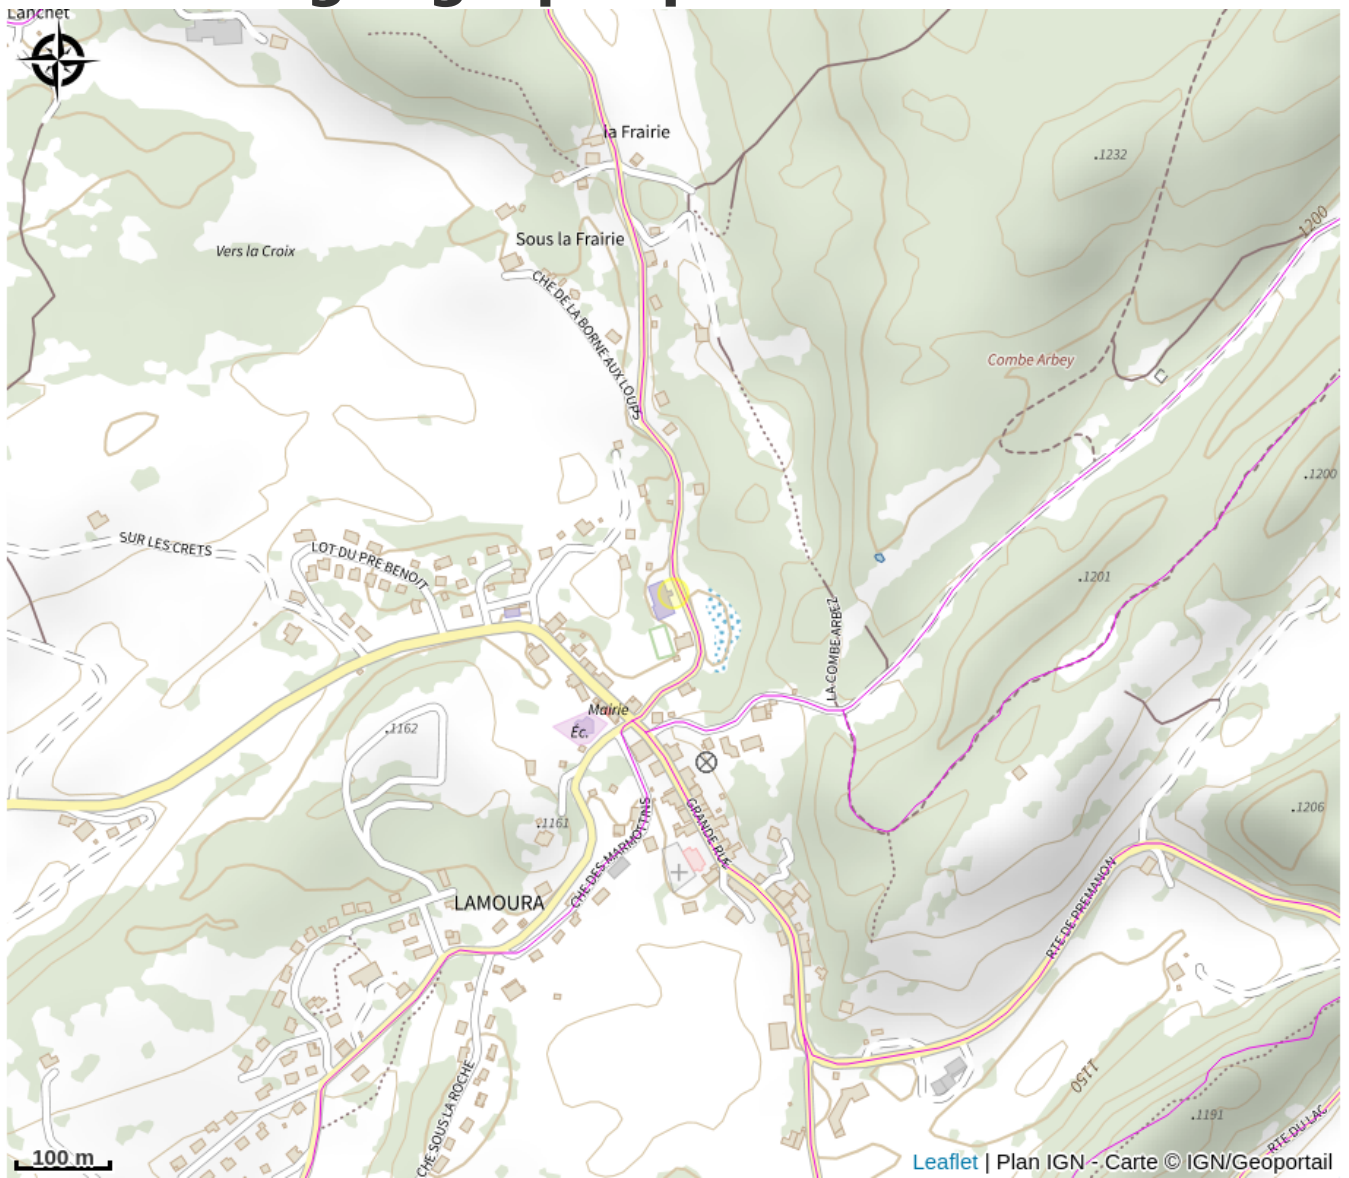 Lanchet
la Frairie
.1232
1200
Sous la Frairie
Vers la Croix
CHE DE LA BORNE AUX LOUPS
Combe Arbey
.1200
SUR LES CRETS
LOT DU PRE BENOIT
.1201
LA COMBE ARBEZ
Mairie
.1162
Éc.
.1206
.1161
CHE DES MARMOTTNS
GRANDE RUE
LAMOURA
RTE DE PREMANON
1150
.1191
CHE SOUS LA ROCHE
RTE DU LAC
100 m
Leaflet | Plan IGN - Carte © IGN/Geoportail